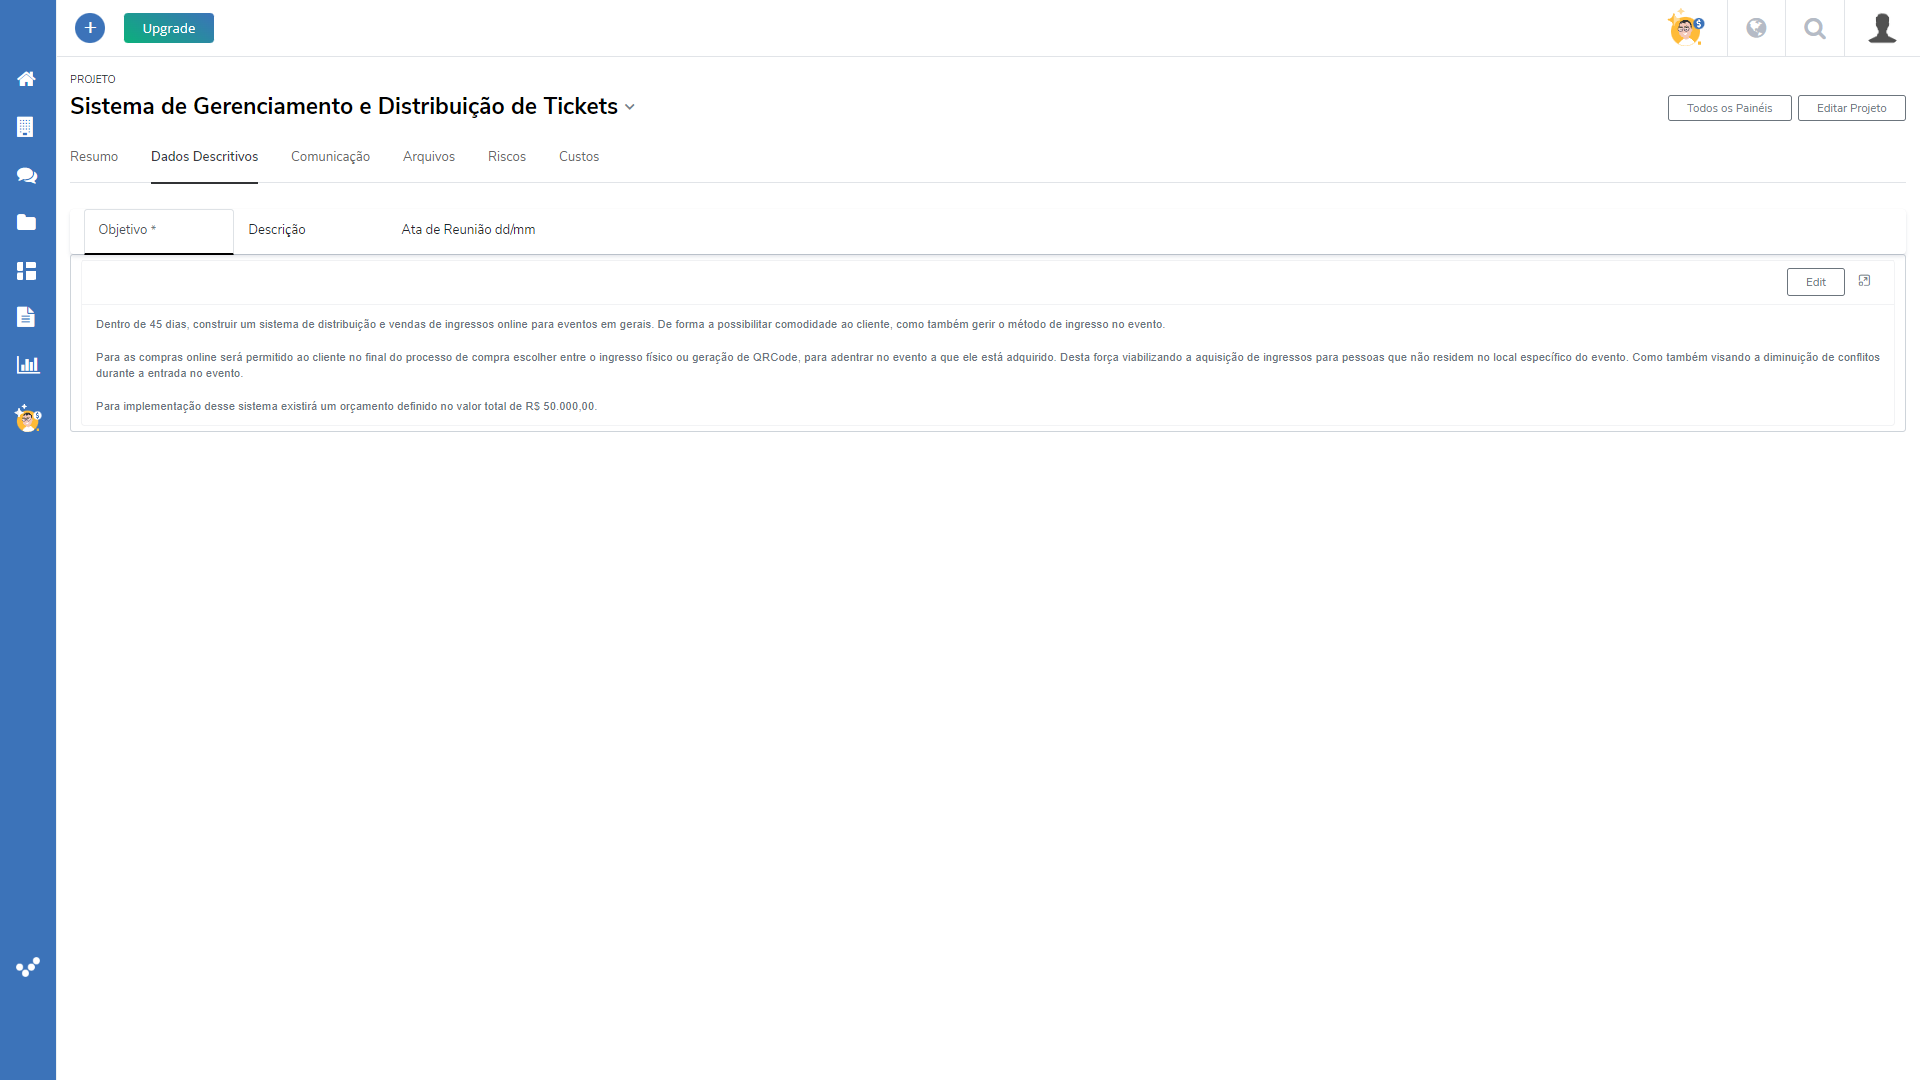 Upgrade
PROJETO
Sistema de Gerenciamento e Distribuição de Tickets
Todos os Painéis
Editar Projeto
Resumo
Dados Descritivos
Comunicação
Arquivos
Riscos
Custos
Objetivo *
Descrição
Ata de Reunião dd/mm
Edit
Dentro de 45 dias, construir um sistema de distribuição e vendas de ingressos online para eventos em gerais. De forma a possibilitar comodidade ao cliente, como também gerir o método de ingresso no evento.
Para as compras online será permitido ao cliente no final do processo de compra escolher entre o ingresso físico ou geração de QRCode, para adentrar no evento a que ele está adquirido. Desta força viabilizando a aquisição de ingressos para pessoas que não residem no local específico do evento. Como também visando a diminuição de conflitos
durante a entrada no evento.
Para implementação desse sistema existirá um orçamento definido no valor total de R$ 50.000,00.